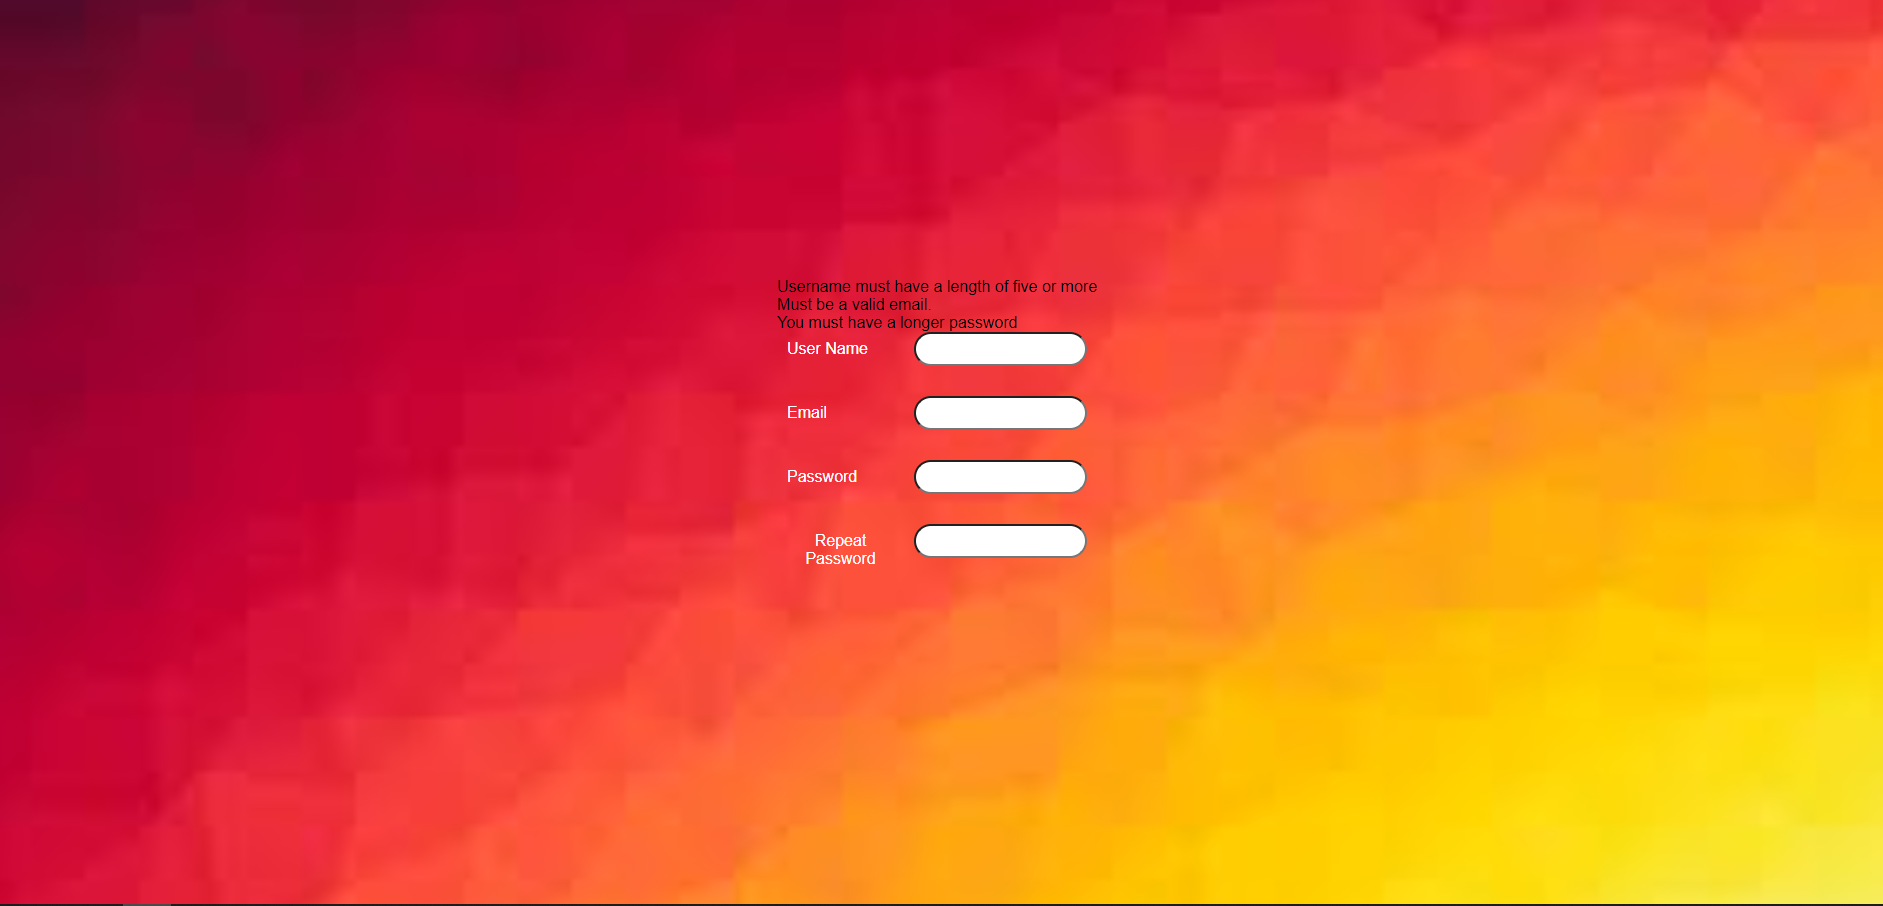 Username must have a length of five or more
Must be a valid email.
You must have a longer password
User Name
Email
Password
Repeat
Password